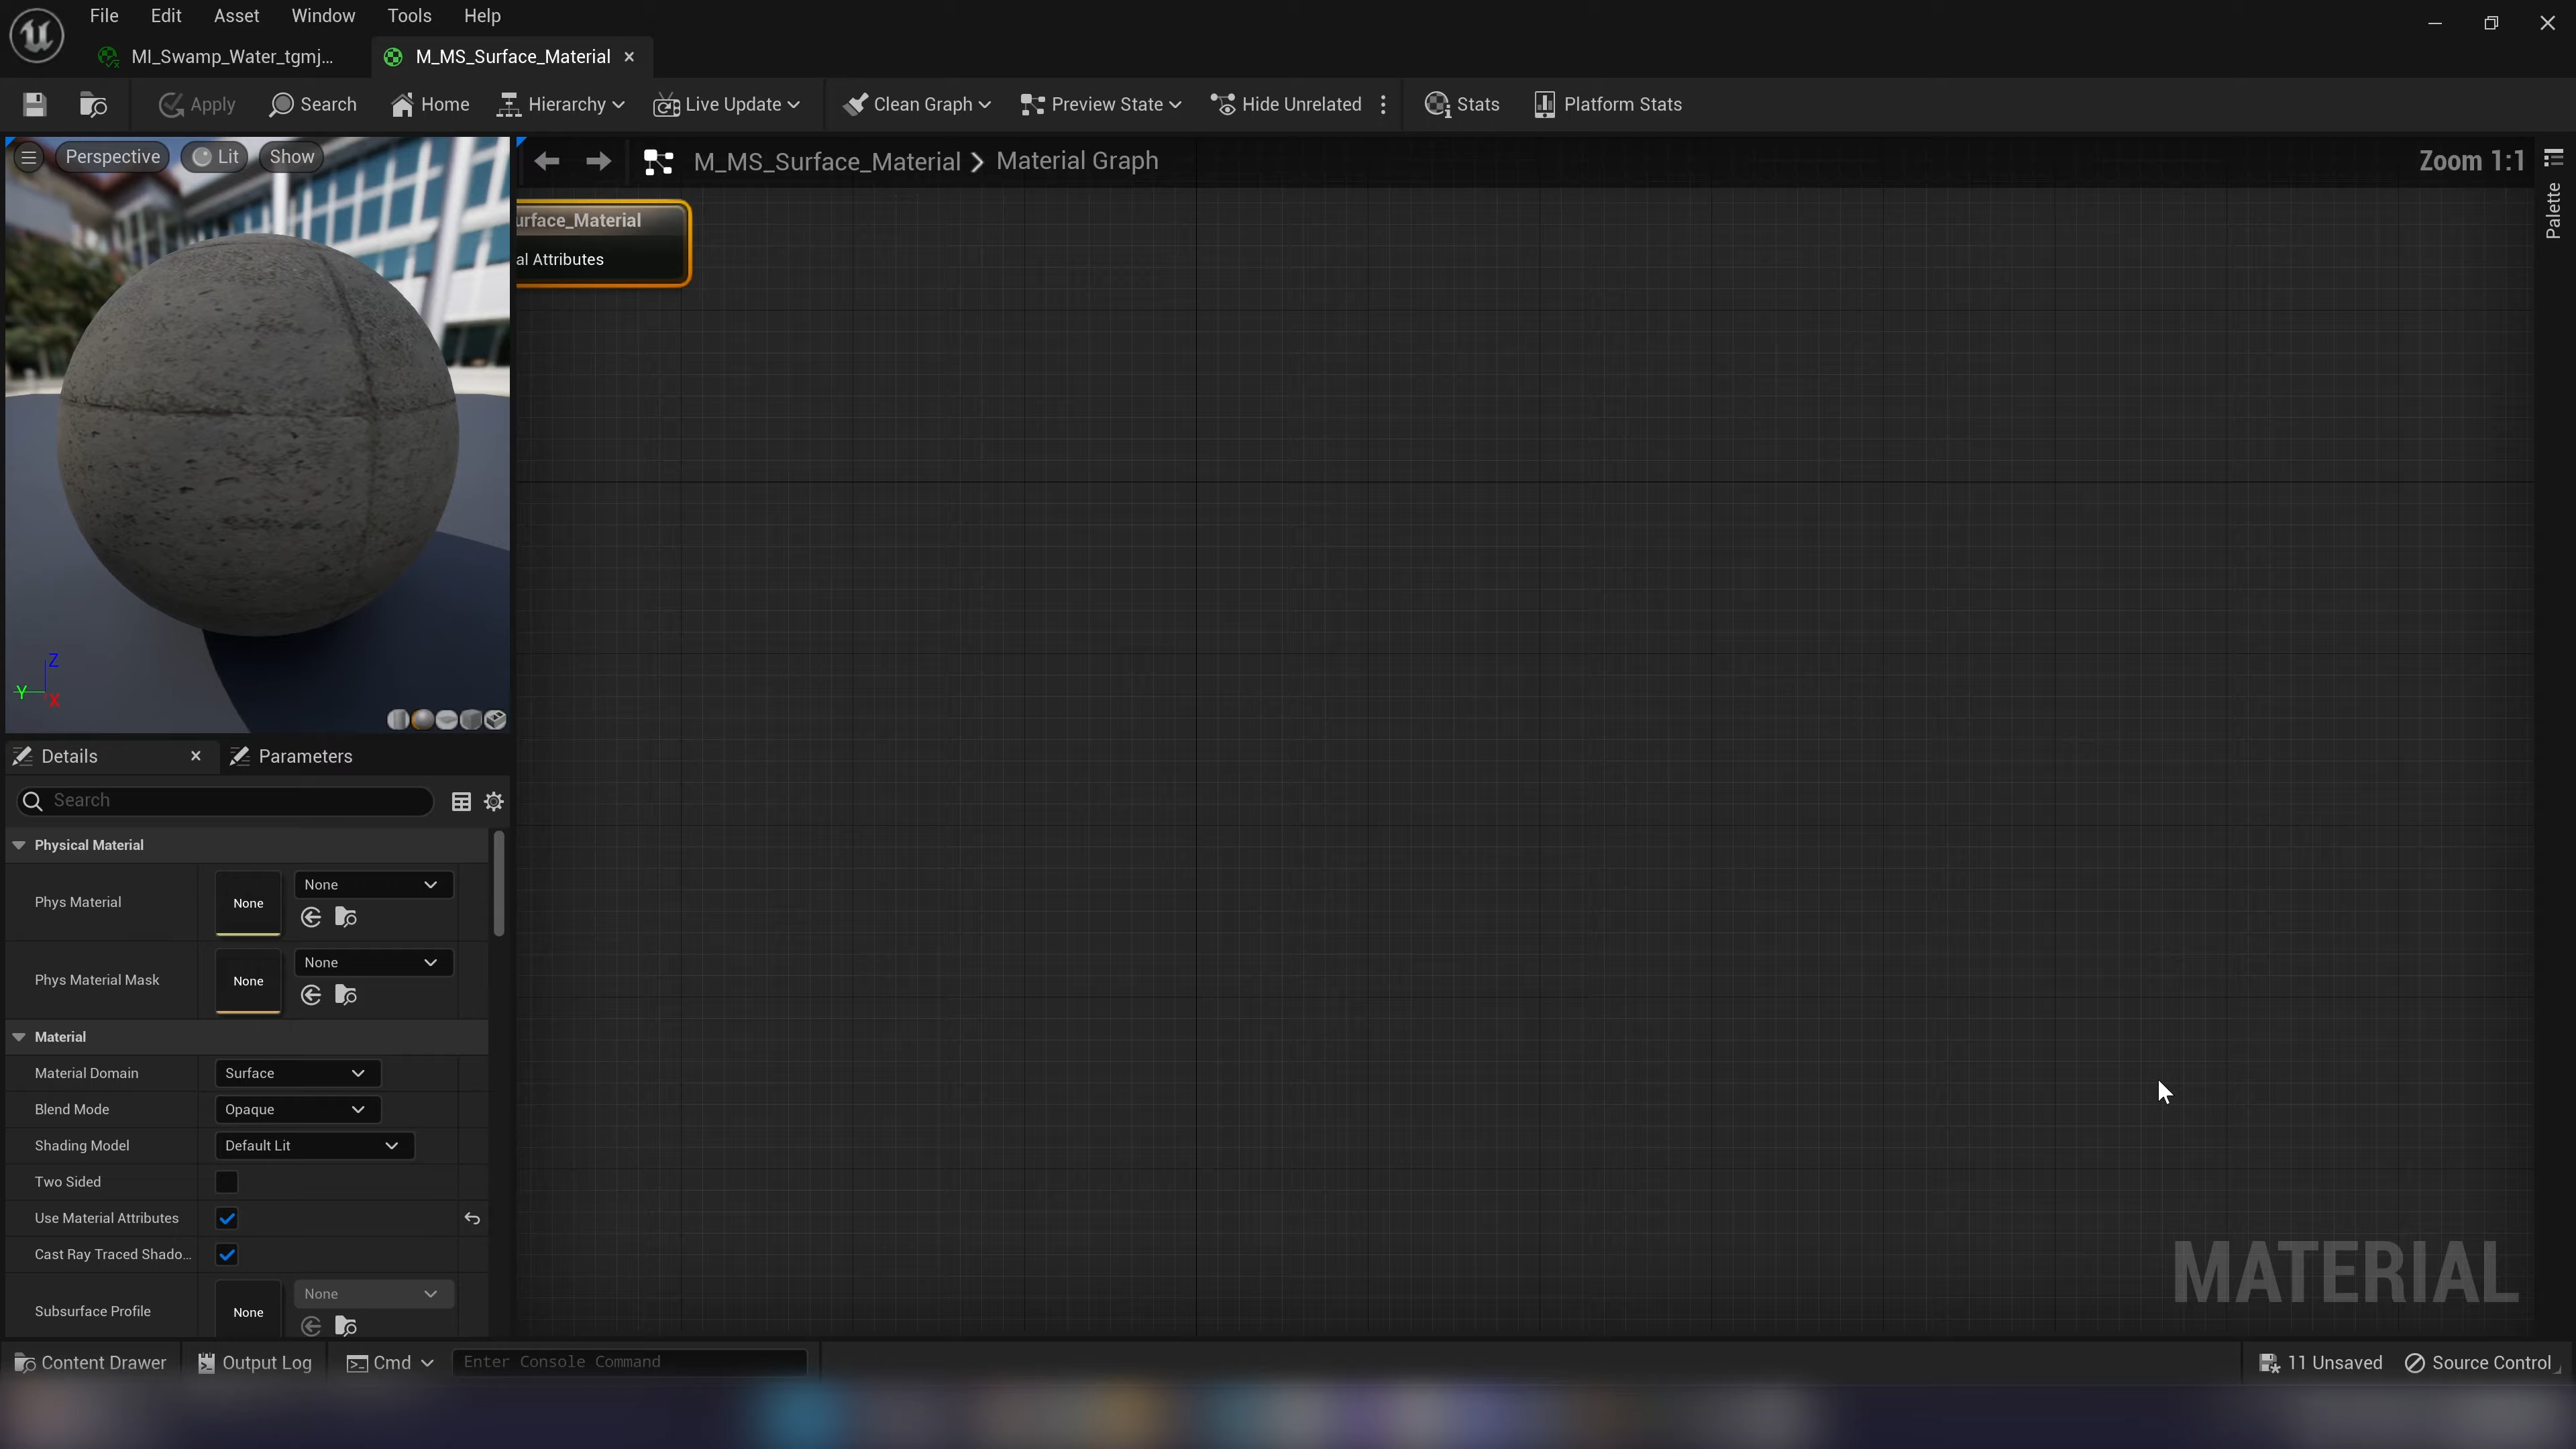 File Edit Asset Window Tools Help
MI_Swamp_Water_tgmj...
M_MS_Surface_Material
Apply Search Home Hierarchy Live Update Clean Graph Preview State Hide Unrelated Stats Platform Stats
Perspective Lit Show
M_MS_Surface_Material Material Graph
Zoom 1:1
Palette
urface_Material
al Attributes
Z
Y
X
Details Parameters
Search
Physical Material
Phys Material None None
Phys Material Mask None None
Material
Material Domain Surface
Blend Mode Opaque
Shading Model Default Lit
Two Sided
Use Material Attributes
Cast Ray Traced Shado...
Subsurface Profile None None
MATERIAL
Content Drawer Output Log Cmd Enter Console Command 11 Unsaved Source Control